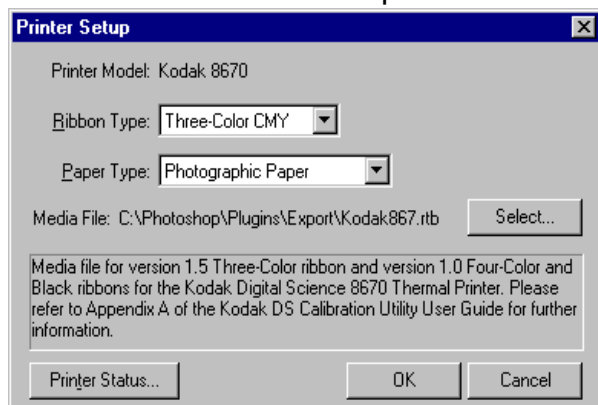 Printer Setup
Printer Model: Kodak 8670
Ribbon Type: Three-Color CMY
Paper Type: Photographic Paper
Media File: C:\Photoshop\Plugins\Export\Kodak867.rtb Select...
Media file for version 1.5 Three-Color ribbon and version 1.0 Four-Color and
Black ribbons for the Kodak Digital Science 8670 Thermal Printer. Please
refer to Appendix A of the Kodak DS Calibration Utility User Guide for further
information.
Printer Status... OK Cancel